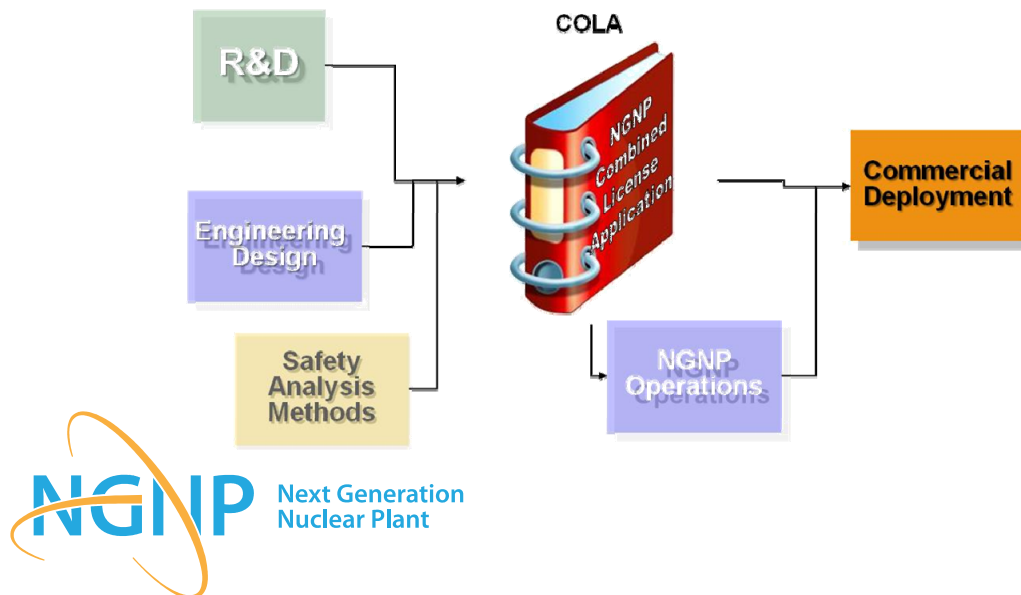 COLA
R&D
NGNP
Combined
License
Application
Commercial
Deployment
Engineering
Design
Safety
Analysis
Methods
NGNP
Operations
NGNP
Next Generation
Nuclear Plant